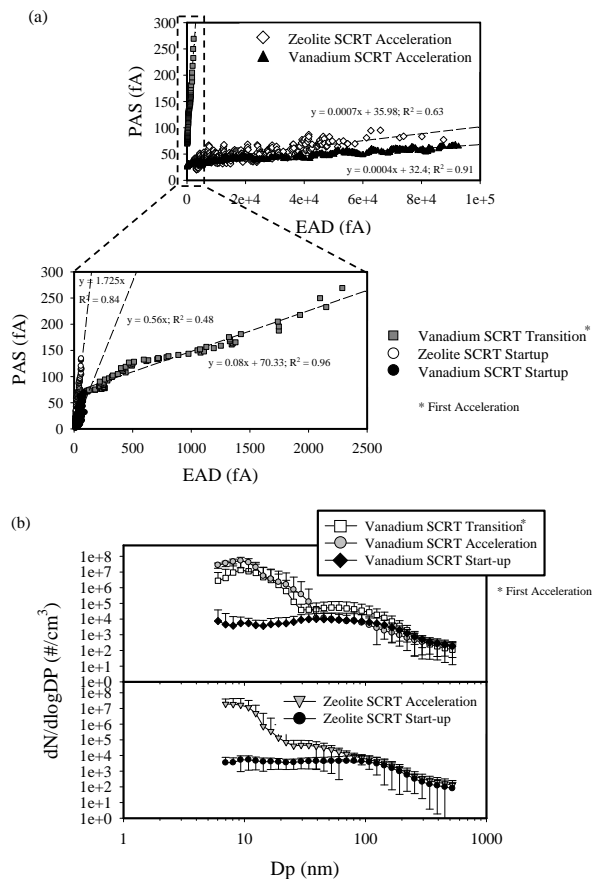 (a)
300
250
200
150
100
50
0
PAS (fA)
Zeolite SCRT Acceleration
Vanadium SCRT Acceleration
y = 0.0007x + 35.98; R² = 0.63
y = 0.0004x + 32.4; R² = 0.91
0 2e+4 4e+4 6e+4 8e+4 1e+5
EAD (fA)
300
250
200
150
100
50
0
PAS (fA)
y = 1.725x
R² = 0.84
y = 0.56x; R² = 0.48
y = 0.08x + 70.33; R² = 0.96
0 500 1000 1500 2000 2500
EAD (fA)
Vanadium SCRT Transition*
Zeolite SCRT Startup
Vanadium SCRT Startup
* First Acceleration
(b)
Vanadium SCRT Transition*
Vanadium SCRT Acceleration
Vanadium SCRT Start-up
* First Acceleration
dN/dlogDP (#/cm³)
1e+8
1e+7
1e+6
1e+5
1e+4
1e+3
1e+2
1e+1
1e+0
Zeolite SCRT Acceleration
Zeolite SCRT Start-up
1e+8
1e+7
1e+6
1e+5
1e+4
1e+3
1e+2
1e+1
1e+0
1 10 100 1000
Dp (nm)